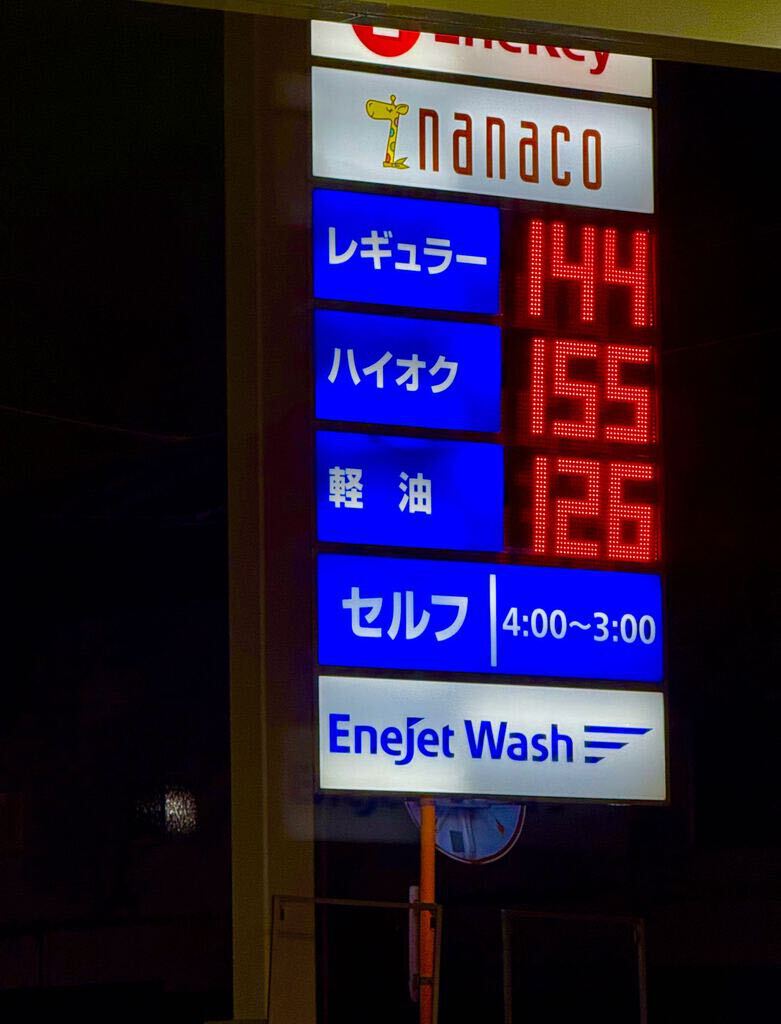 EneKey
nanaco
レギュラー 144
ハイオク 155
軽 油 126
セルフ 4:00～3:00
EneJet Wash